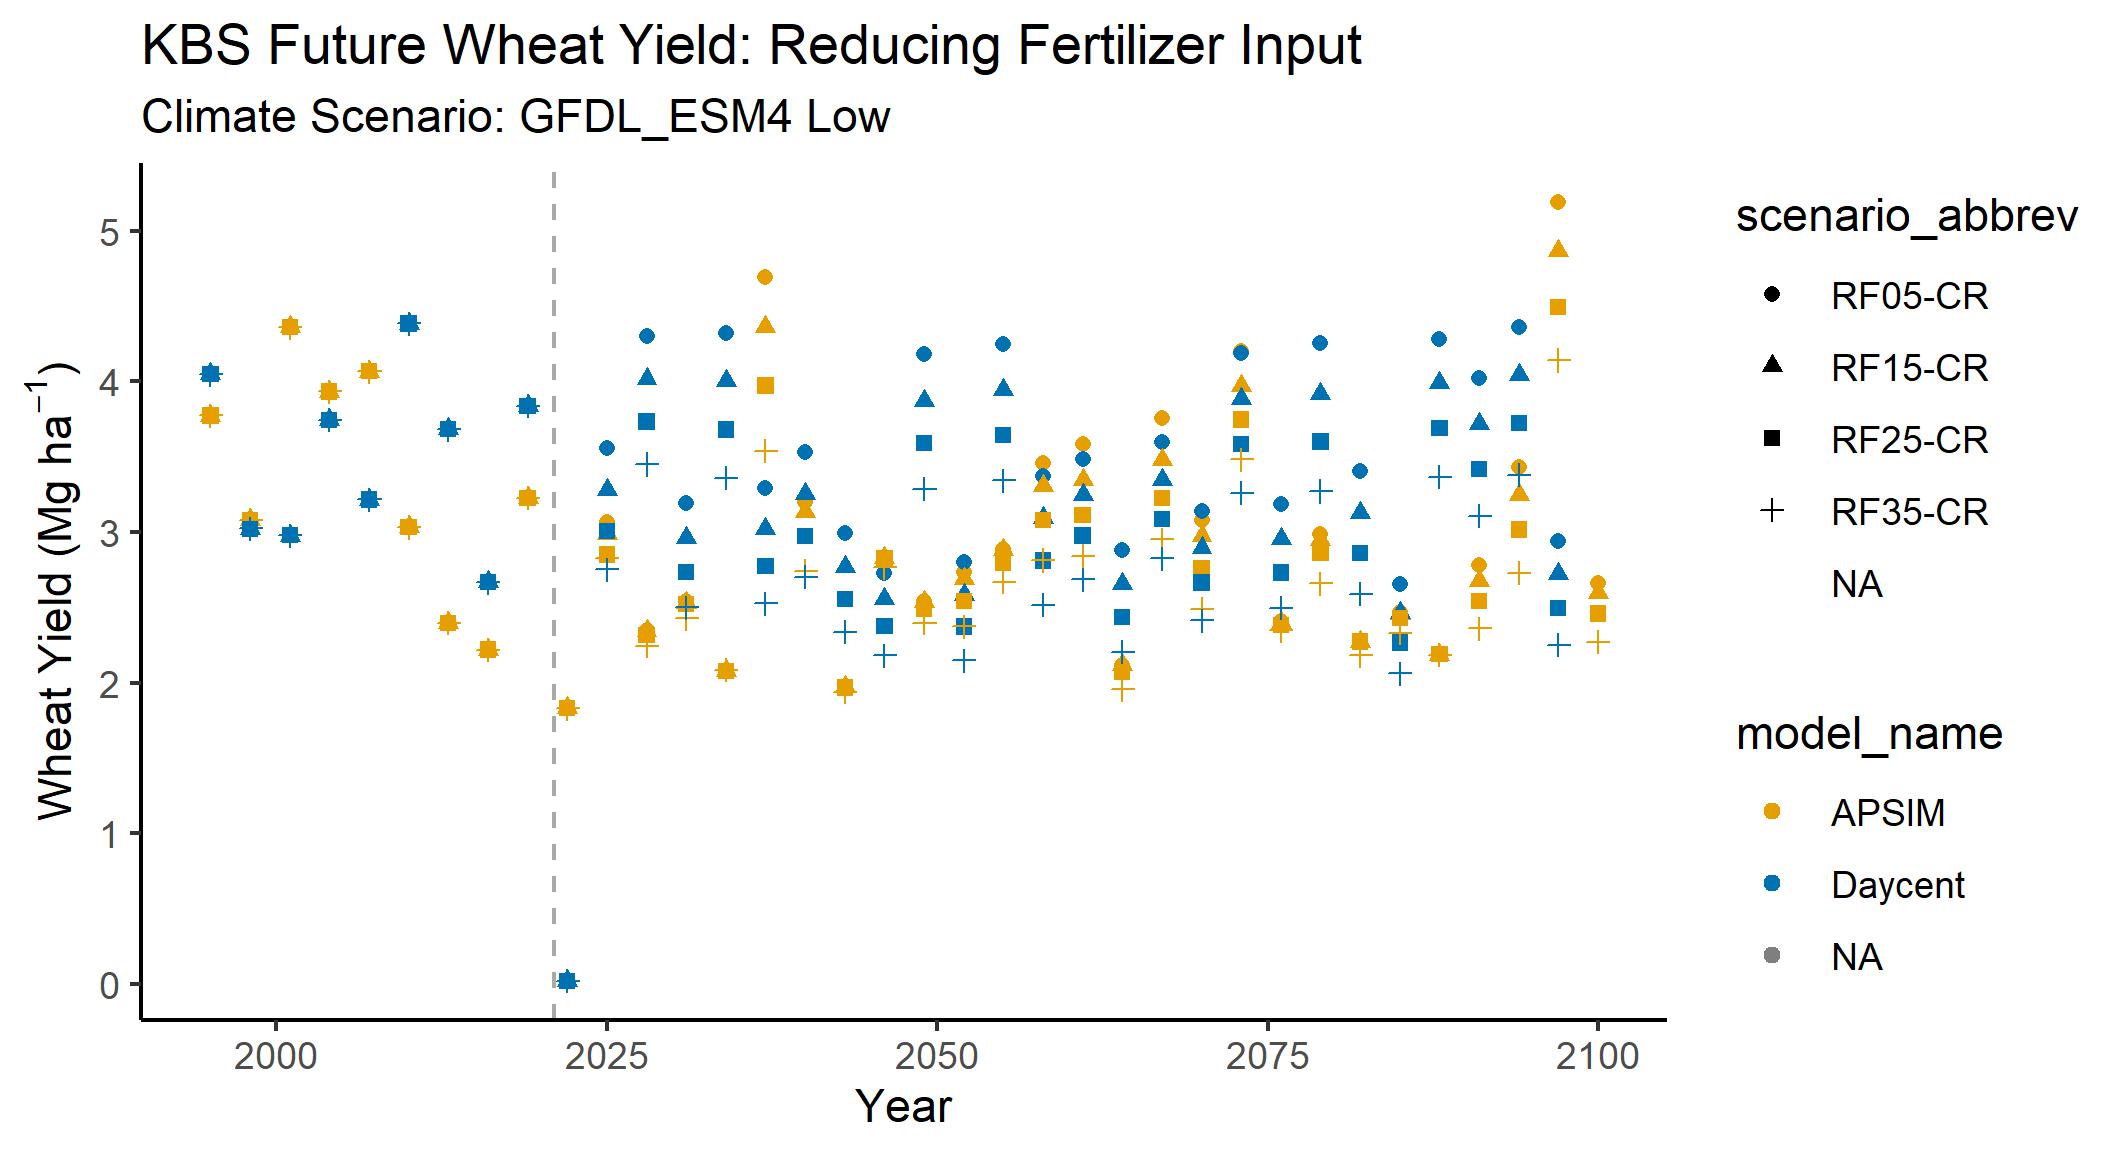 KBS Future Wheat Yield: Reducing Fertilizer Input
Climate Scenario: GFDL_ESM4 Low
Wheat Yield (Mg ha⁻¹)
5
4
3
2
1
0
2000
2025
2050
2075
2100
Year
scenario_abbrev
RF05-CR
RF15-CR
RF25-CR
RF35-CR
NA
model_name
APSIM
Daycent
NA